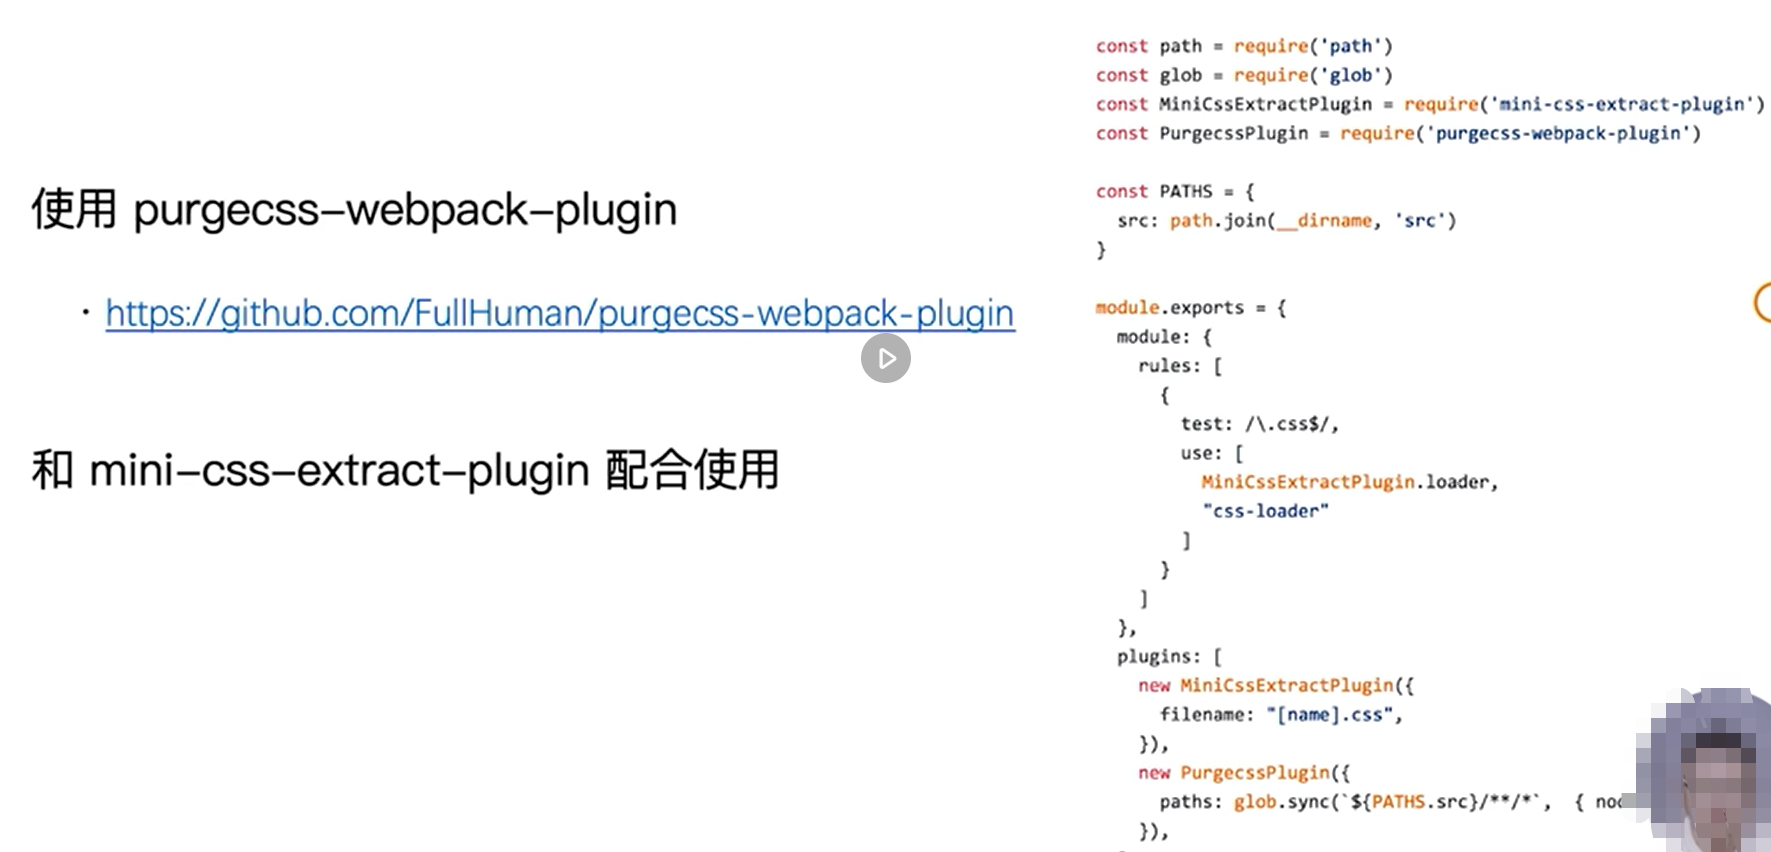 使用 purgecss-webpack-plugin
· https://github.com/FullHuman/purgecss-webpack-plugin
和 mini-css-extract-plugin 配合使用
const path = require('path')
const glob = require('glob')
const MiniCssExtractPlugin = require('mini-css-extract-plugin')
const PurgecssPlugin = require('purgecss-webpack-plugin')

const PATHS = {
  src: path.join(__dirname, 'src')
}

module.exports = {
  module: {
    rules: [
      {
        test: /\.css$/,
        use: [
          MiniCssExtractPlugin.loader,
          "css-loader"
        ]
      }
    ]
  },
  plugins: [
    new MiniCssExtractPlugin({
      filename: "[name].css",
    }),
    new PurgecssPlugin({
      paths: glob.sync(`${PATHS.src}/**/*`,  {
    }),